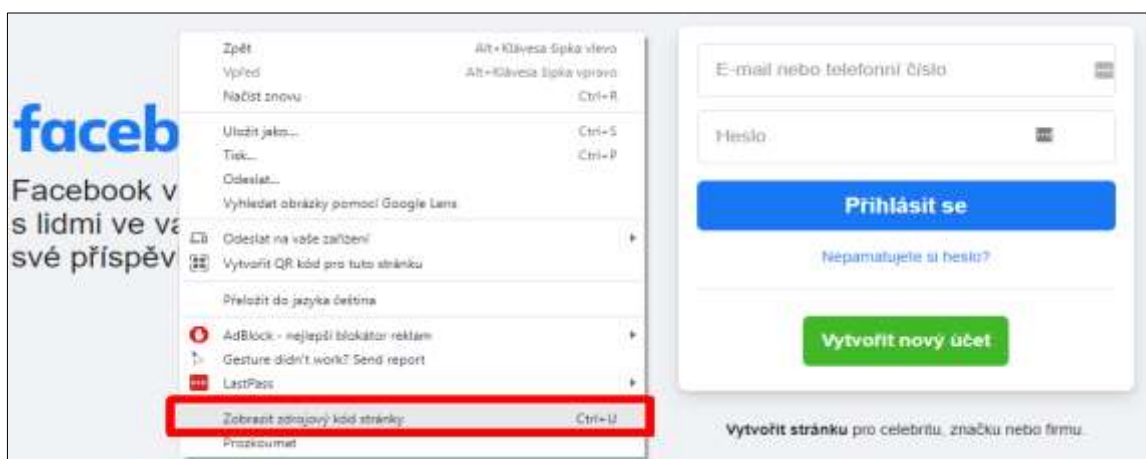 Zpět Alt+Klávesa šipka vlevo
Vpřed Alt+Klávesa šipka vpravo
Načíst znovu Ctrl+R
Uložit jako... Ctrl+S
Tisk... Ctrl+P
Odeslat...
Vyhledat obrázky pomocí Google Lens
Odeslat na vaše zařízení
Vytvořit QR kód pro tuto stránku
Přeložit do jazyka čeština
AdBlock - nejlepší blokátor reklam
Gesture didn't work? Send report
LastPass
Zobrazit zdrojový kód stránky Ctrl+U
Prozkoumat
faceb
Facebook v
s lidmi ve va
své příspěv
E-mail nebo telefonní číslo
Heslo
Přihlásit se
Nepamatujete si heslo?
Vytvořit nový účet
Vytvořit stránku pro celebritu, značku nebo firmu.